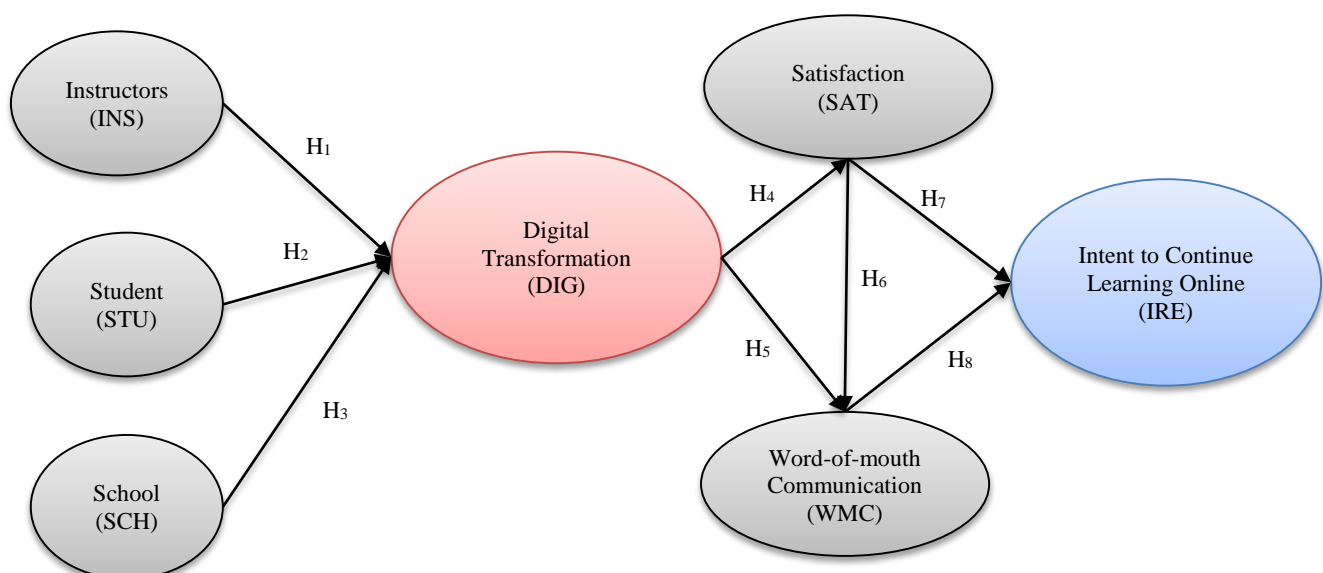 Instructors
(INS)
H1
Student
(STU)
H2
School
(SCH)
H3
Digital
Transformation
(DIG)
H4
H5
Satisfaction
(SAT)
H6
H7
Word-of-mouth
Communication
(WMC)
H8
Intent to Continue
Learning Online
(IRE)